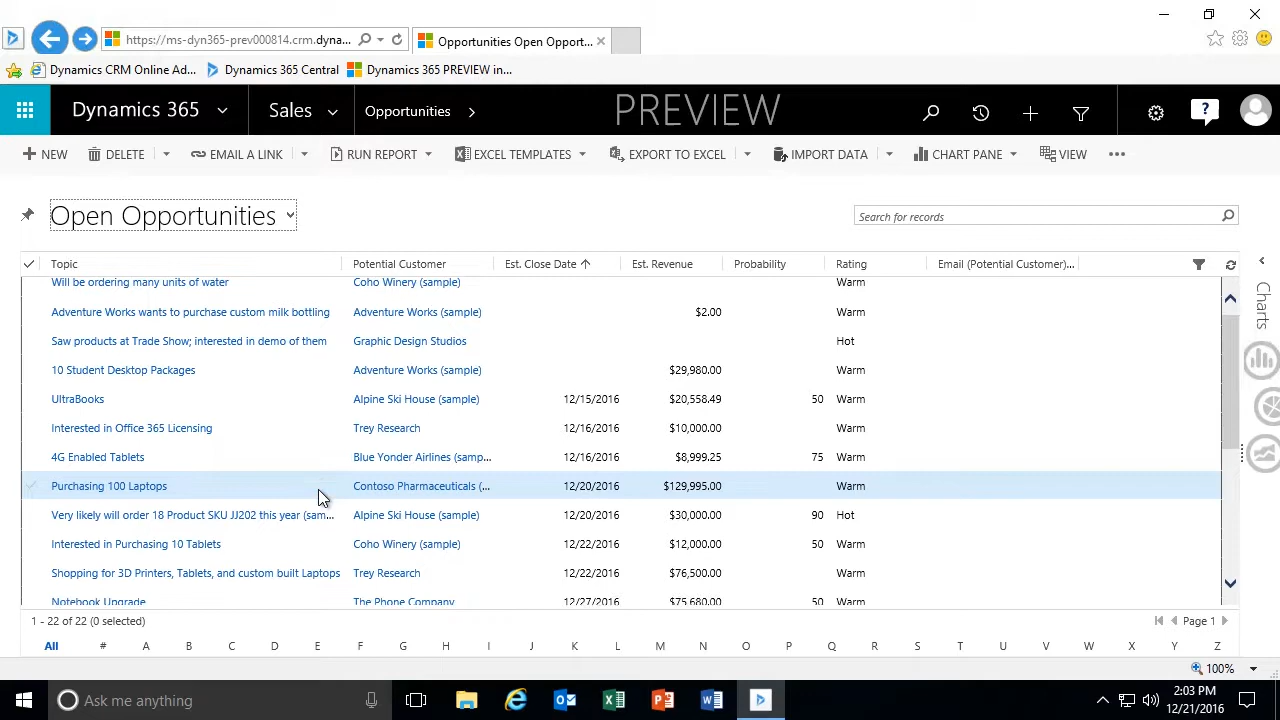 https://ms-dyn365-prev000814.crm.dyna...
Opportunities Open Opport...
Dynamics CRM Online Ad...
Dynamics 365 Central
Dynamics 365 PREVIEW in...
Dynamics 365
Sales
Opportunities
PREVIEW
?
NEW
DELETE
EMAIL A LINK
RUN REPORT
EXCEL TEMPLATES
EXPORT TO EXCEL
IMPORT DATA
CHART PANE
VIEW
Open Opportunities
Search for records
Topic Potential Customer Est. Close Date Est. Revenue Probability Rating Email (Potential Customer)...
Charts
Will be ordering many units of water Coho Winery (sample) Warm
Adventure Works wants to purchase custom milk bottling Adventure Works (sample) $2.00 Warm
Saw products at Trade Show; interested in demo of them Graphic Design Studios Hot
10 Student Desktop Packages Adventure Works (sample) $29,980.00 Warm
UltraBooks Alpine Ski House (sample) 12/15/2016 $20,558.49 50 Warm
Interested in Office 365 Licensing Trey Research 12/16/2016 $10,000.00 Warm
4G Enabled Tablets Blue Yonder Airlines (samp... 12/16/2016 $8,999.25 75 Warm
Purchasing 100 Laptops Contoso Pharmaceuticals (... 12/20/2016 $129,995.00 Warm
Very likely will order 18 Product SKU JJ202 this year (sam... Alpine Ski House (sample) 12/20/2016 $30,000.00 90 Hot
Interested in Purchasing 10 Tablets Coho Winery (sample) 12/22/2016 $12,000.00 50 Warm
Shopping for 3D Printers, Tablets, and custom built Laptops Trey Research 12/22/2016 $76,500.00 Warm
Notebook Upgrade The Phone Company 12/27/2016 $75,680.00 50 Warm
1 - 22 of 22 (0 selected)
Page 1
All # A B C D E F G H I J K L M N O P Q R S T U V W X Y Z
100%
Ask me anything
2:03 PM
12/21/2016